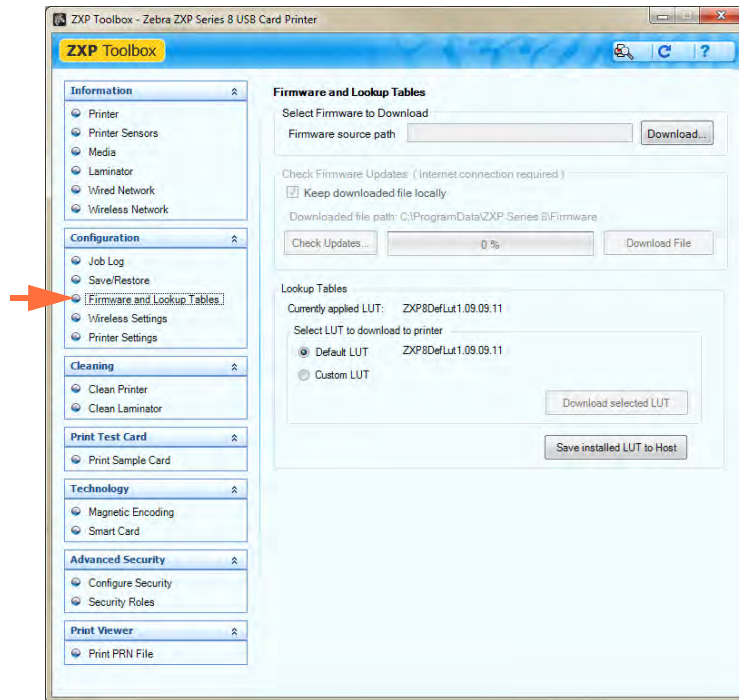 ZXP Toolbox - Zebra ZXP Series 8 USB Card Printer
ZXP Toolbox
?
Information
Printer
Printer Sensors
Media
Laminator
Wired Network
Wireless Network
Configuration
Job Log
Save/Restore
Firmware and Lookup Tables
Wireless Settings
Printer Settings
Cleaning
Clean Printer
Clean Laminator
Print Test Card
Print Sample Card
Technology
Magnetic Encoding
Smart Card
Advanced Security
Configure Security
Security Roles
Print Viewer
Print PRN File
Firmware and Lookup Tables
Select Firmware to Download
Firmware source path
Download...
Check Firmware Updates: ( Internet connection required )
Keep downloaded file locally
Downloaded file path: C:\ProgramData\ZXP Series 8\Firmware
Check Updates...
0 %
Download File
Lookup Tables
Currently applied LUT: ZXP8DefLut1.09.09.11
Select LUT to download to printer
Default LUT ZXP8DefLut1.09.09.11
Custom LUT
Download selected LUT
Save installed LUT to Host